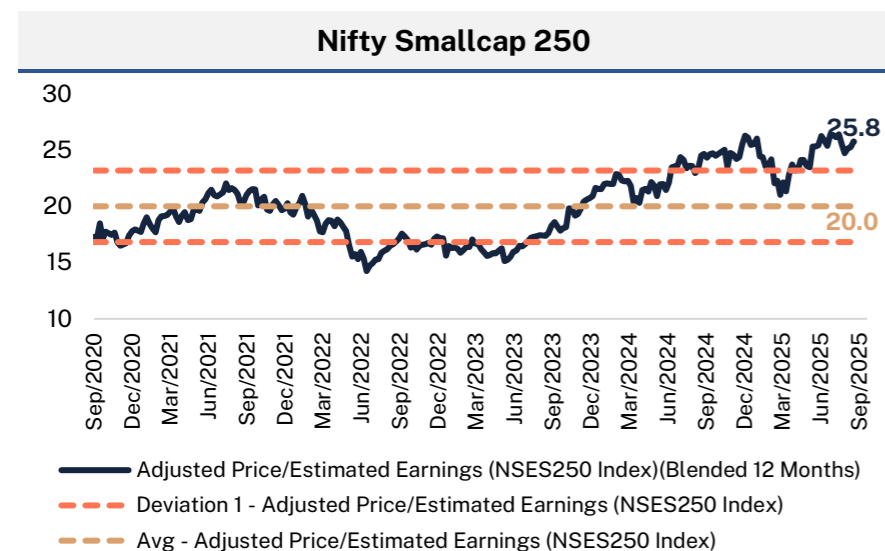 Nifty Smallcap 250
30
25
20
15
10
25.8
20.0
Sep/2020
Dec/2020
Mar/2021
Jun/2021
Sep/2021
Dec/2021
Mar/2022
Jun/2022
Sep/2022
Dec/2022
Mar/2023
Jun/2023
Sep/2023
Dec/2023
Mar/2024
Jun/2024
Sep/2024
Dec/2024
Mar/2025
Jun/2025
Sep/2025
Adjusted Price/Estimated Earnings (NSES250 Index)(Blended 12 Months)
Deviation 1 - Adjusted Price/Estimated Earnings (NSES250 Index)
Avg - Adjusted Price/Estimated Earnings (NSES250 Index)